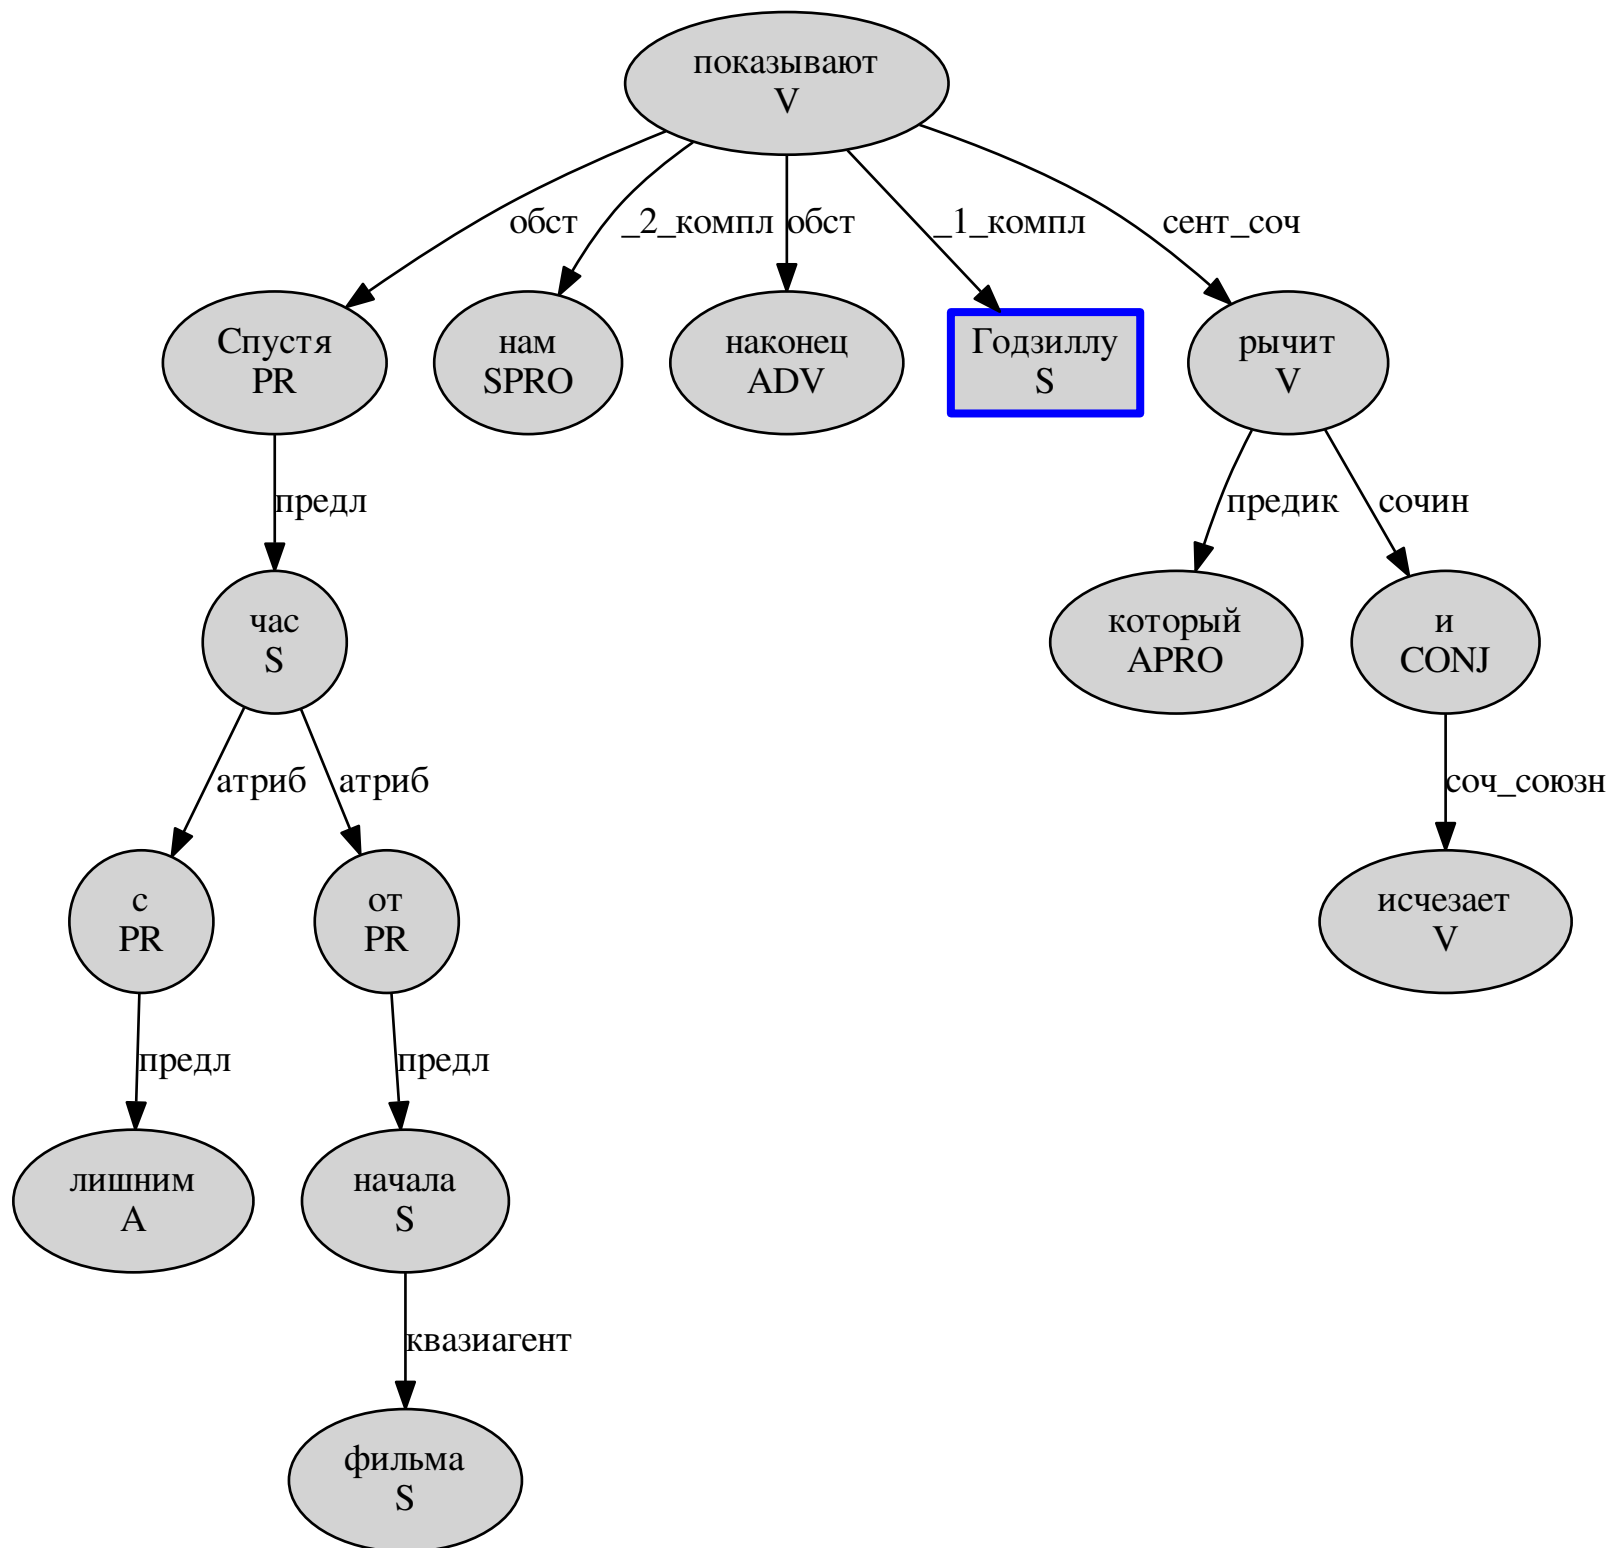 показывают
V
обст
_2_компл
обст
_1_компл
сент_соч
Спустя
PR
нам
SPRO
наконец
ADV
Годзиллу
S
рычит
V
предл
предик
сочин
час
S
который
APRO
и
CONJ
атриб
атриб
соч_союзн
с
PR
от
PR
исчезает
V
предл
предл
лишним
A
начала
S
квазиагент
фильма
S